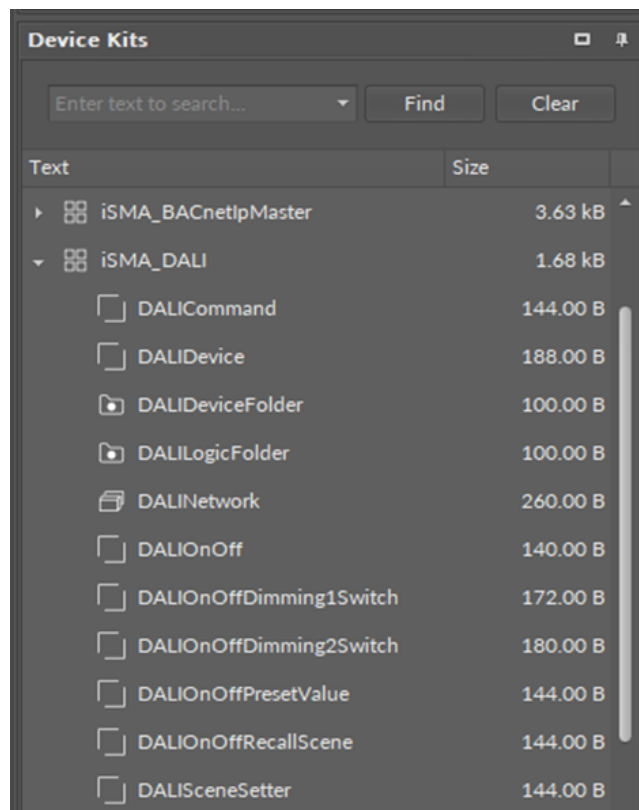 Device Kits
Enter text to search... Find Clear
Text Size
iSMA_BACnetIpMaster 3.63 kB
iSMA_DALI 1.68 kB
DALICommand 144.00 B
DALIDevice 188.00 B
DALIDeviceFolder 100.00 B
DALILogicFolder 100.00 B
DALINetwork 260.00 B
DALIOnOff 140.00 B
DALIOnOffDimming1Switch 172.00 B
DALIOnOffDimming2Switch 180.00 B
DALIOnOffPresetValue 144.00 B
DALIOnOffRecallScene 144.00 B
DALISceneSetter 144.00 B